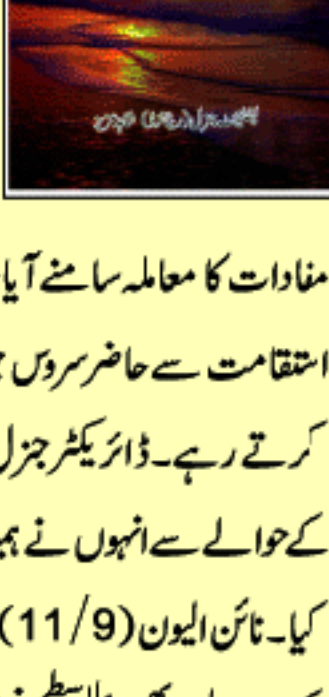 مفادات کا معاملہ سامنے آیا
استقامت سے حاضر سروس
کرتے رہے۔ ڈائریکٹر جنرل
کے حوالے سے انہوں نے
کیا۔ نائن الیون (11/9)